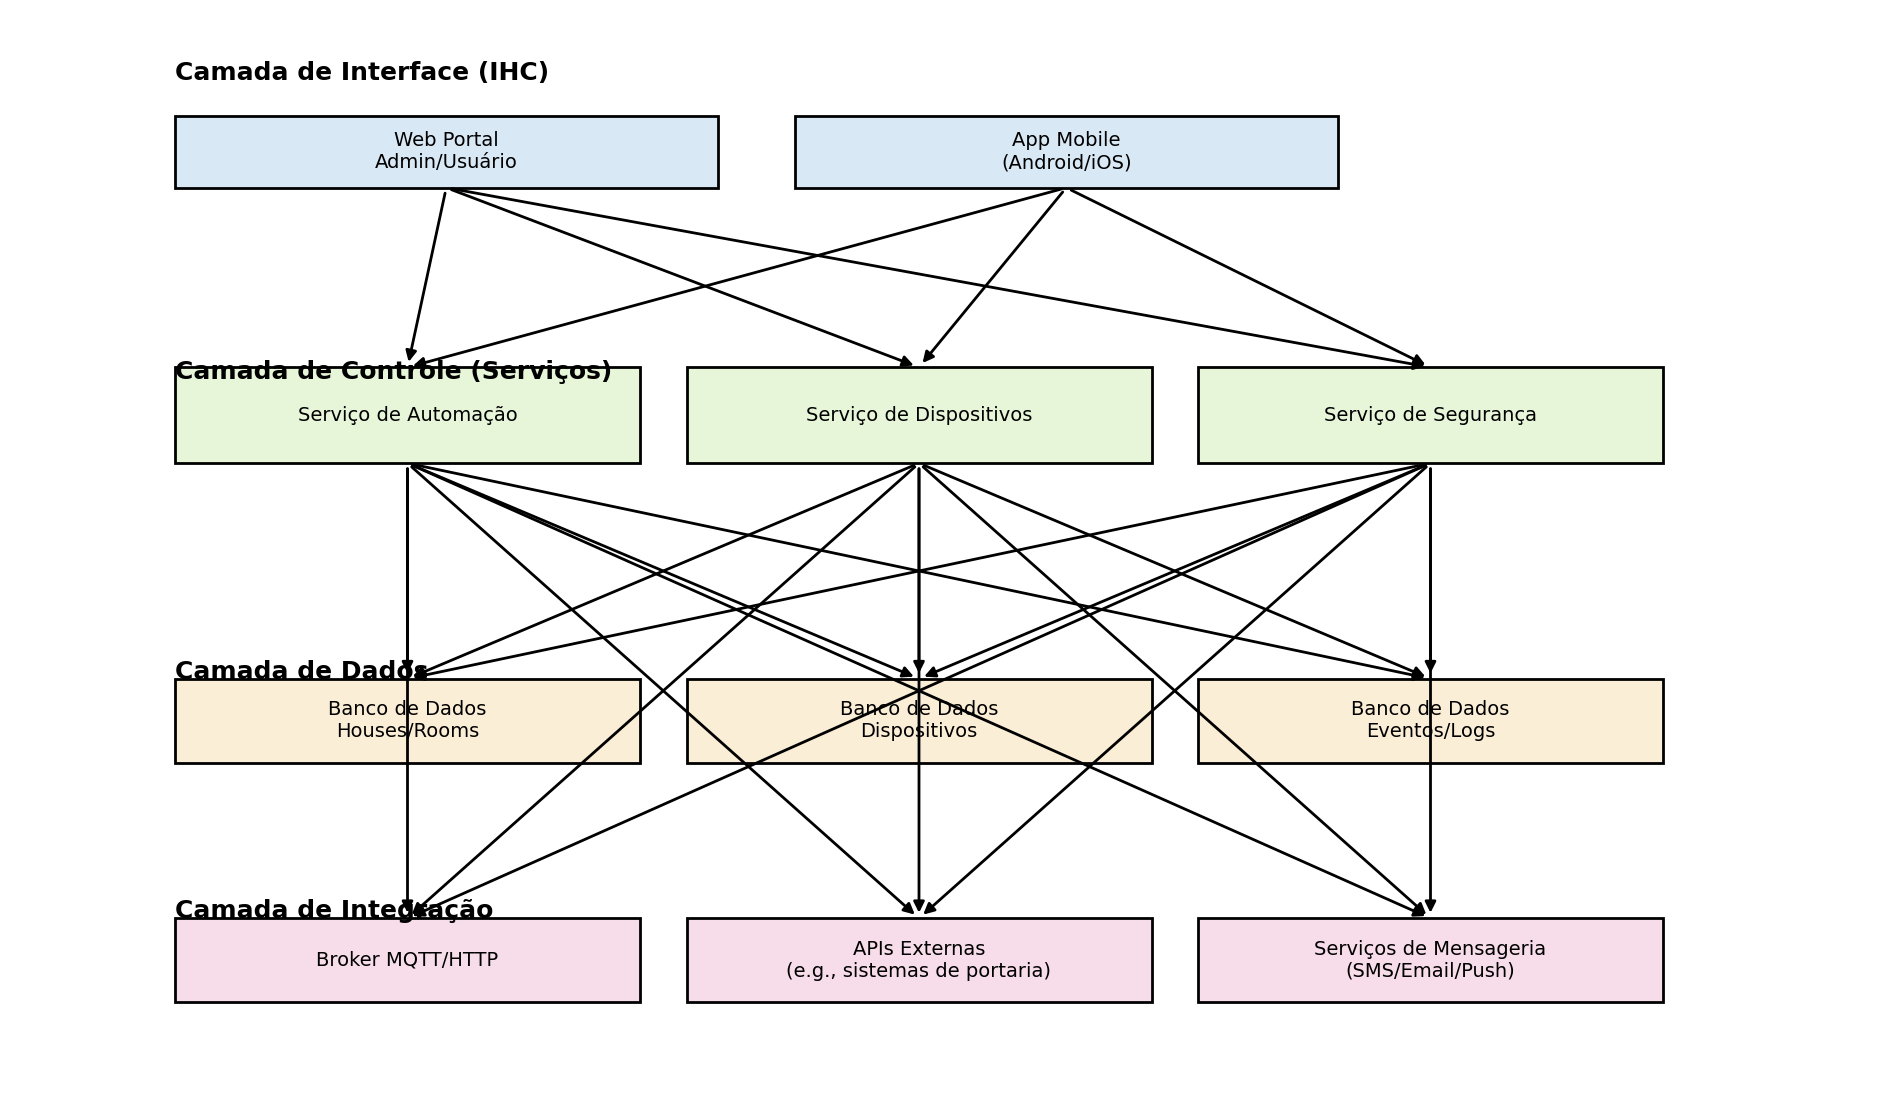 Camada de Interface (IHC)
Web Portal
Admin/Usuário
App Mobile
(Android/iOS)
Camada de Controle (Serviços)
Serviço de Automação
Serviço de Dispositivos
Serviço de Segurança
Camada de Dados
Banco de Dados
Houses/Rooms
Banco de Dados
Dispositivos
Banco de Dados
Eventos/Logs
Camada de Integração
Broker MQTT/HTTP
APIs Externas
(e.g., sistemas de portaria)
Serviços de Mensageria
(SMS/Email/Push)